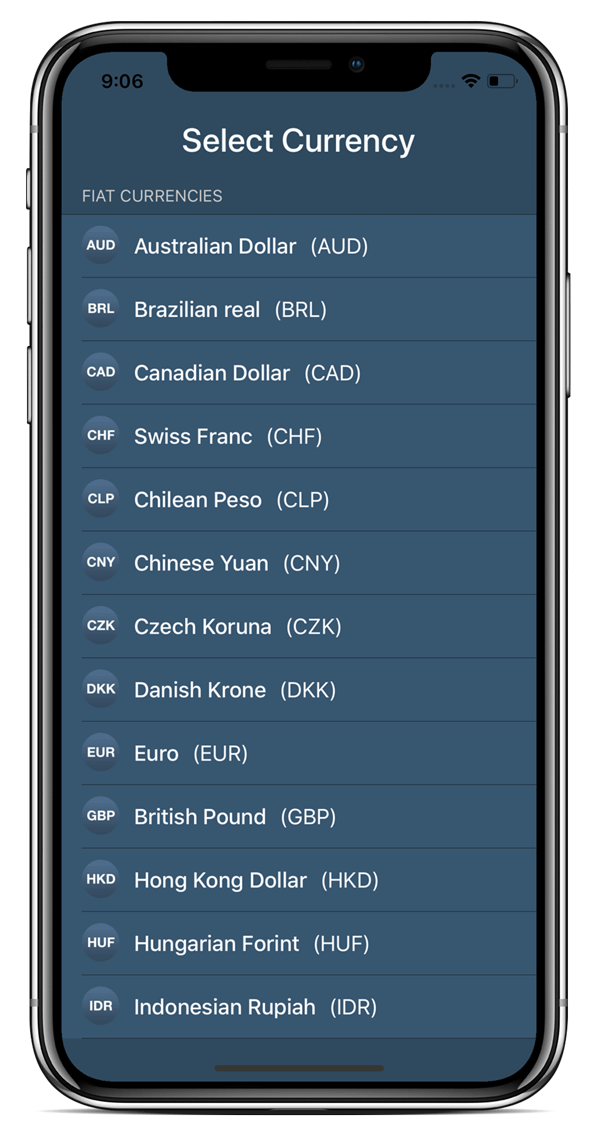 9:06
Select Currency
FIAT CURRENCIES
AUD Australian Dollar (AUD)
BRL Brazilian real (BRL)
CAD Canadian Dollar (CAD)
CHF Swiss Franc (CHF)
CLP Chilean Peso (CLP)
CNY Chinese Yuan (CNY)
CZK Czech Koruna (CZK)
DKK Danish Krone (DKK)
EUR Euro (EUR)
GBP British Pound (GBP)
HKD Hong Kong Dollar (HKD)
HUF Hungarian Forint (HUF)
IDR Indonesian Rupiah (IDR)